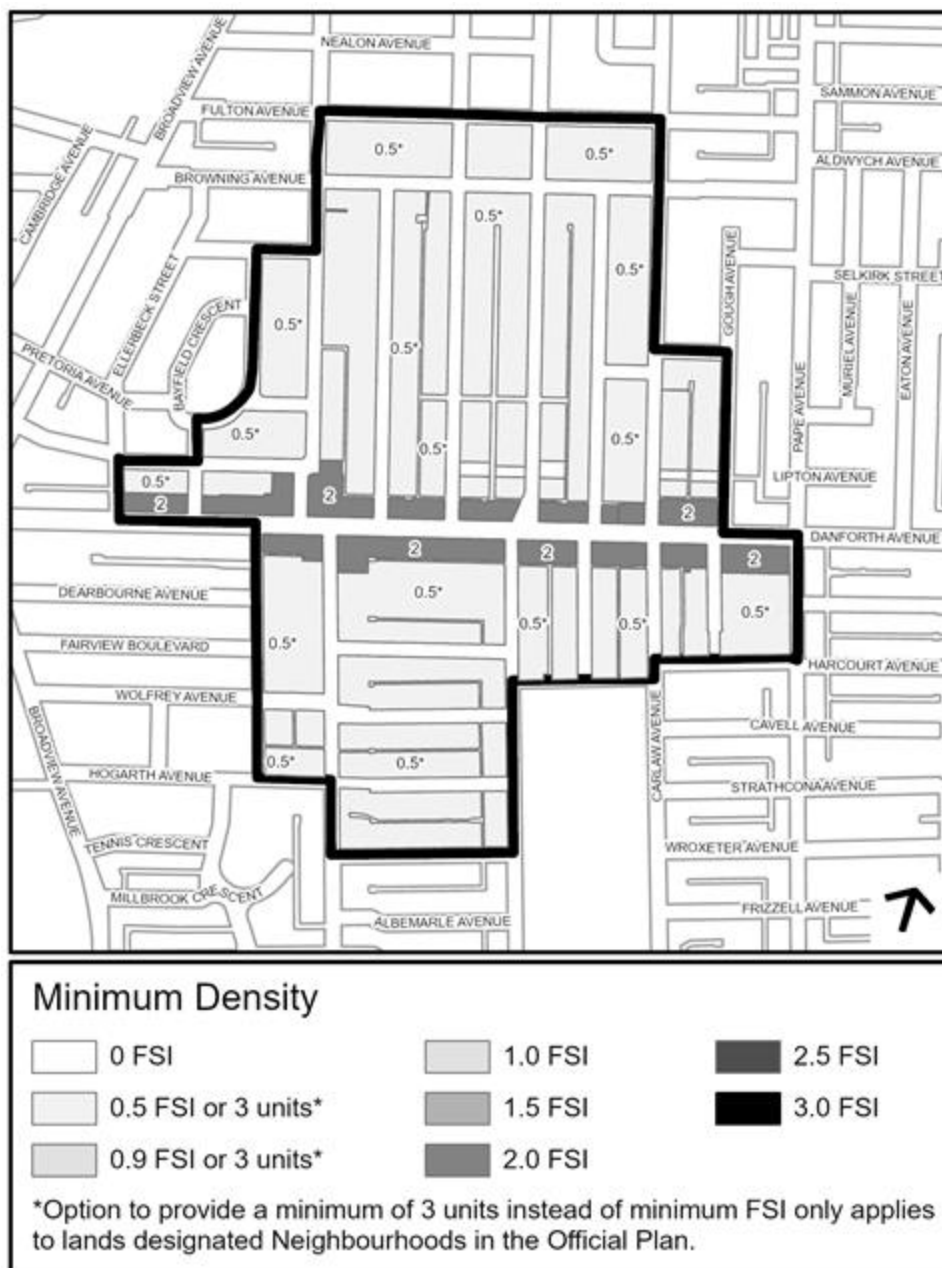 NEALON AVENUE
BROADVIEW AVENUE
SAMMON AVENUE
FULTON AVENUE
CAMBRIDGE AVENUE
0.5*
0.5*
ALDWYCH AVENUE
BROWNING AVENUE
0.5*
GOUGH AVENUE
0.5*
SELKIRK STREET
ELLERBECK STREET
BAYFIELD CRESCENT
0.5*
MURIEL AVENUE
EATON AVENUE
PRETORIA AVENUE
0.5*
PAPE AVENUE
0.5*
0.5*
0.5*
0.5*
2
LIPTON AVENUE
2
2
DANFORTH AVENUE
2
2
2
DEARBOURNE AVENUE
0.5*
FAIRVIEW BOULEVARD
0.5*
0.5*
0.5*
0.5*
HARCOURT AVENUE
WOLFREY AVENUE
BROADVIEW AVENUE
CARLAW AVENUE
CAVELL AVENUE
HOGARTH AVENUE
0.5*
0.5*
STRATHCONA AVENUE
TENNIS CRESCENT
WROXETER AVENUE
MILLBROOK CRESCENT
ALBEMARLE AVENUE
FRIZZELL AVENUE
Minimum Density
0 FSI
1.0 FSI
2.5 FSI
0.5 FSI or 3 units*
1.5 FSI
3.0 FSI
0.9 FSI or 3 units*
2.0 FSI
*Option to provide a minimum of 3 units instead of minimum FSI only applies
to lands designated Neighbourhoods in the Official Plan.